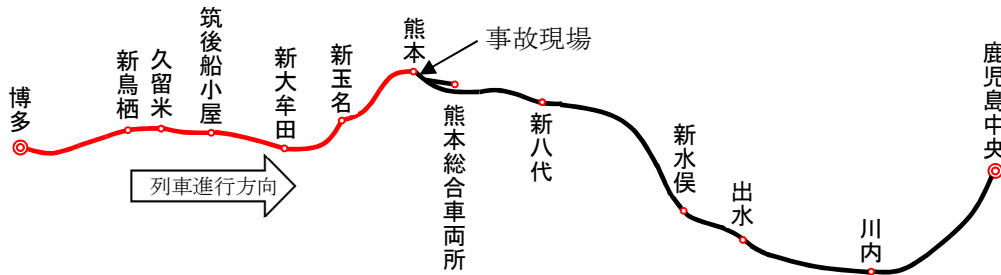 博多
新鳥栖
久留米
筑後船小屋
新大牟田
新玉名
熊本
事故現場
熊本総合車両所
新八代
新水俣
出水
川内
鹿児島中央
列車進行方向